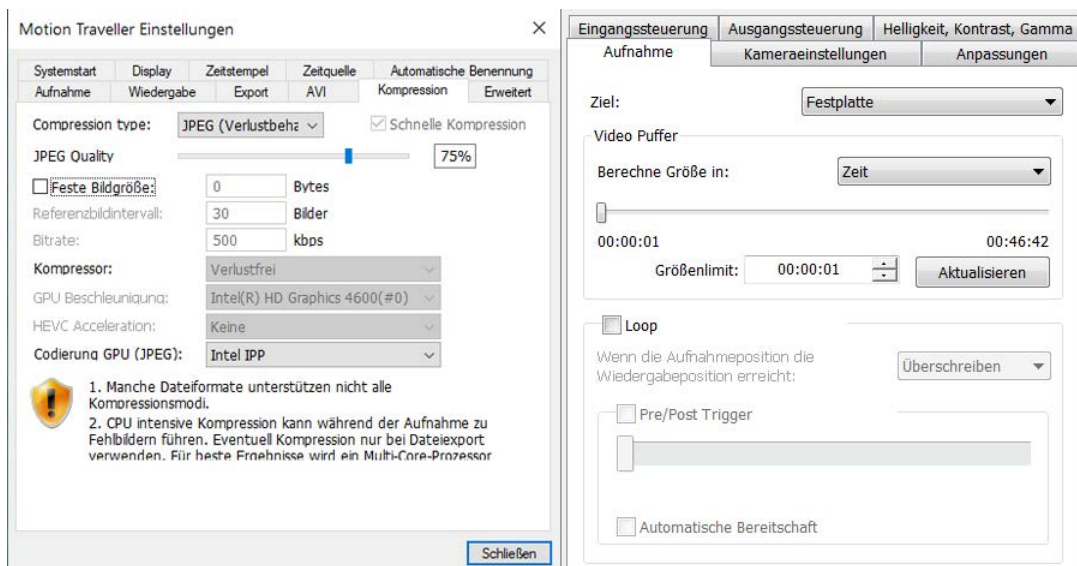 Motion Traveller Einstellungen
Systemstart Display Zeitstempel Zeitquelle Automatische Benennung
Aufnahme Wiedergabe Export AVI Kompression Erweitert
Compression type: JPEG (Verlustbeha
Schnelle Kompression
JPEG Quality 75%
Feste Bildgröße: 0 Bytes
Referenzbildintervall: 30 Bilder
Bitrate: 500 kbps
Kompressor: Verlustfrei
GPU Beschleunigung: Intel(R) HD Graphics 4600(#0)
HEVC Acceleration: Keine
Codierung GPU (JPEG): Intel IPP
1. Manche Dateiformate unterstützen nicht alle
Kompressionsmodi.
2. CPU intensive Kompression kann während der Aufnahme zu
Fehlbildern führen. Eventuell Kompression nur bei Dateiexport
verwenden. Für beste Ergebnisse wird ein Multi-Core-Prozessor
Schließen
Eingangssteuerung Ausgangssteuerung Helligkeit, Kontrast, Gamma
Aufnahme Kameraeinstellungen Anpassungen
Ziel: Festplatte
Video Puffer
Berechne Größe in: Zeit
00:00:01 00:46:42
Größenlimit: 00:00:01 Aktualisieren
Loop
Wenn die Aufnahmeposition die
Wiedergabeposition erreicht:
Überschreiben
Pre/Post Trigger
Automatische Bereitschaft